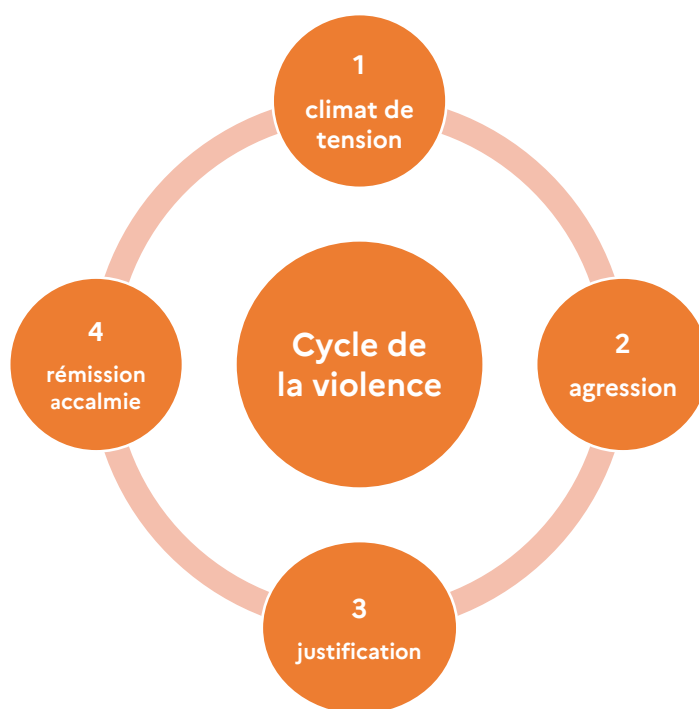 1
climat de
tension
Cycle de
la violence
2
agression
3
justification
4
rémission
accalmie